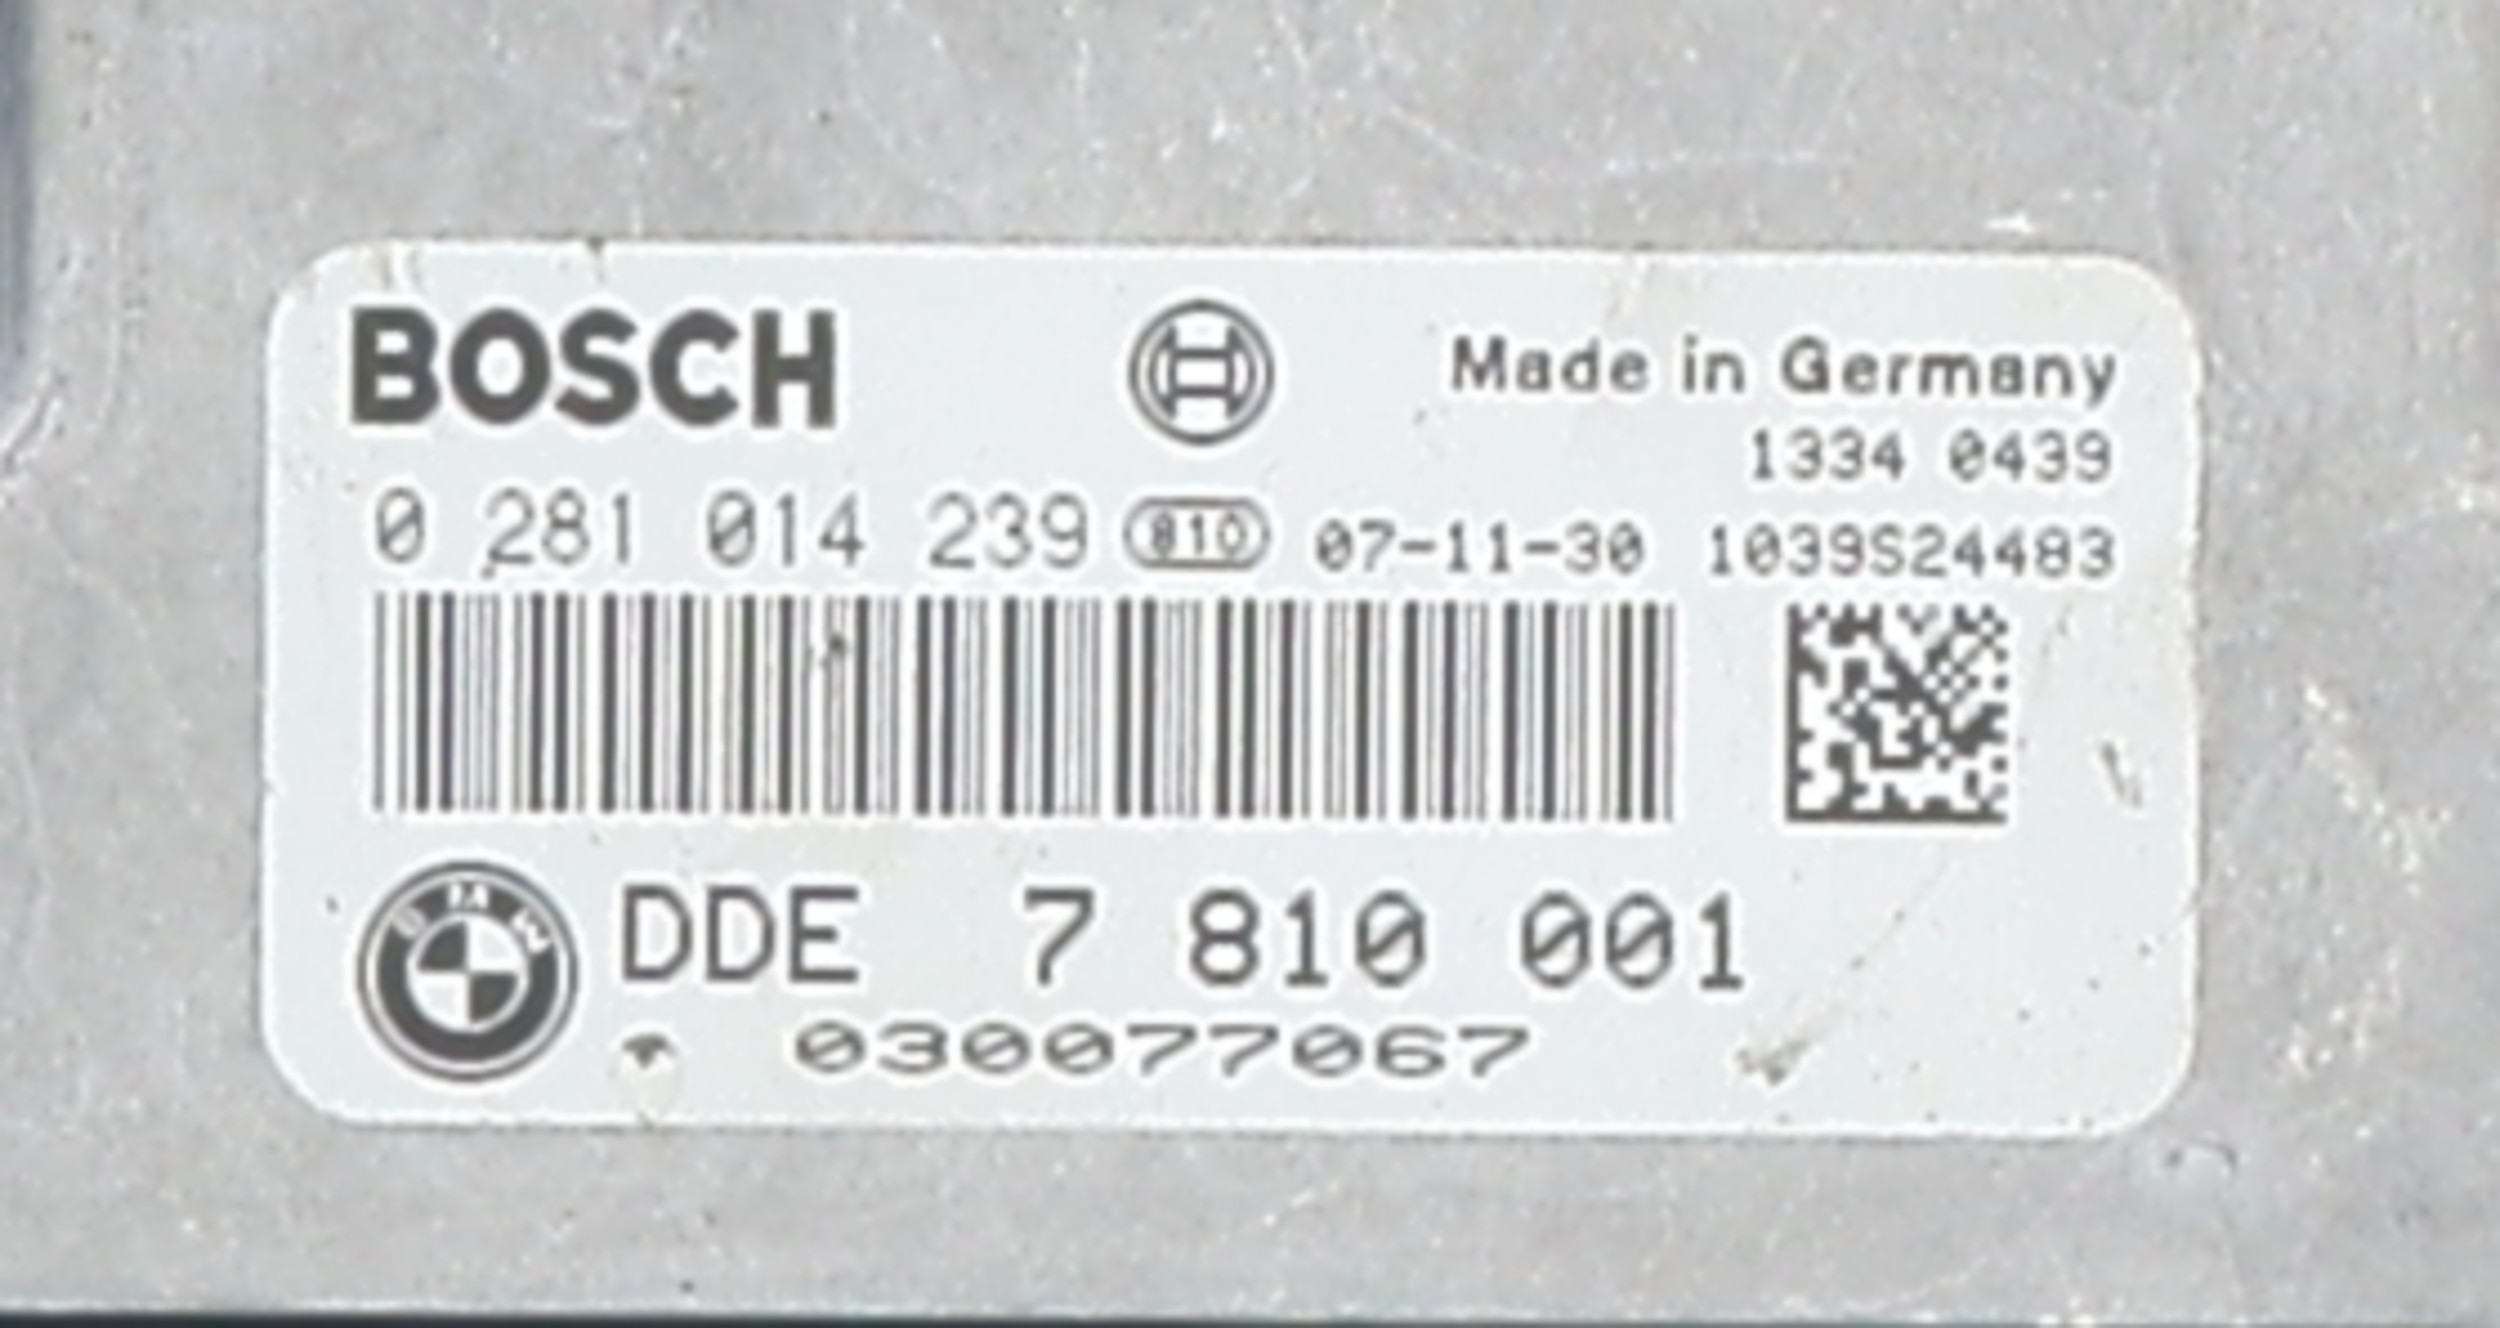 BOSCH
Made in Germany
1334 0439
0 281 014 239 810 07-11-30 1039S24483
BMW
DDE 7 810 001
030077067